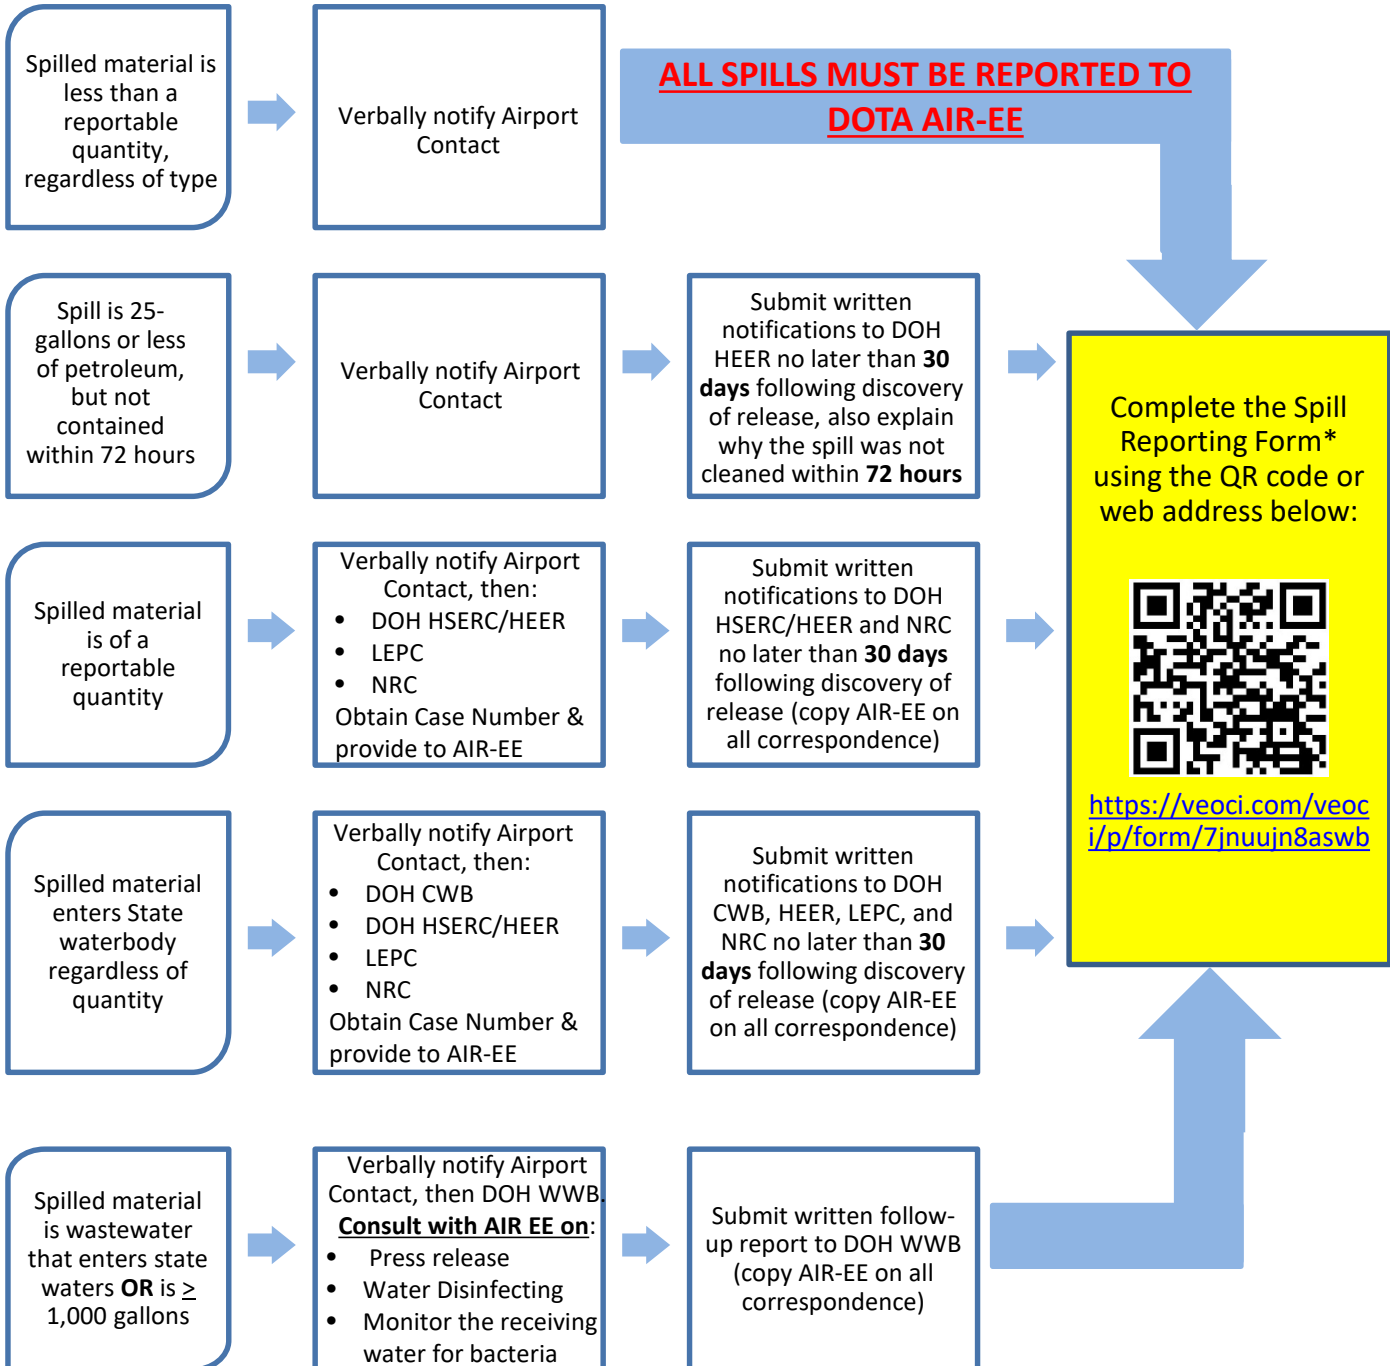 Spilled material is
less than a
reportable
quantity,
regardless of type
Verbally notify Airport
Contact
ALL SPILLS MUST BE REPORTED TO
DOTA AIR-EE
Spill is 25-
gallons or less
of petroleum,
but not
contained
within 72 hours
Verbally notify Airport
Contact
Submit written
notifications to DOH
HEER no later than 30
days following discovery
of release, also explain
why the spill was not
cleaned within 72 hours
Spilled material
is of a
reportable
quantity
Verbally notify Airport
Contact, then:
• DOH HSERC/HEER
• LEPC
• NRC
Obtain Case Number &
provide to AIR-EE
Submit written
notifications to DOH
HSERC/HEER and NRC
no later than 30 days
following discovery of
release (copy AIR-EE on
all correspondence)
Spilled material
enters State
waterbody
regardless of
quantity
Verbally notify Airport
Contact, then:
• DOH CWB
• DOH HSERC/HEER
• LEPC
• NRC
Obtain Case Number &
provide to AIR-EE
Submit written
notifications to DOH
CWB, HEER, LEPC, and
NRC no later than 30
days following discovery
of release (copy AIR-EE
on all correspondence)
Spilled material
is wastewater
that enters state
waters OR is ≥
1,000 gallons
Verbally notify Airport
Contact, then DOH WWB.
Consult with AIR EE on:
• Press release
• Water Disinfecting
• Monitor the receiving
water for bacteria
Submit written follow-
up report to DOH WWB
(copy AIR-EE on all
correspondence)
Complete the Spill
Reporting Form*
using the QR code or
web address below:
https://veoci.com/veoc
i/p/form/7jnuujn8aswb